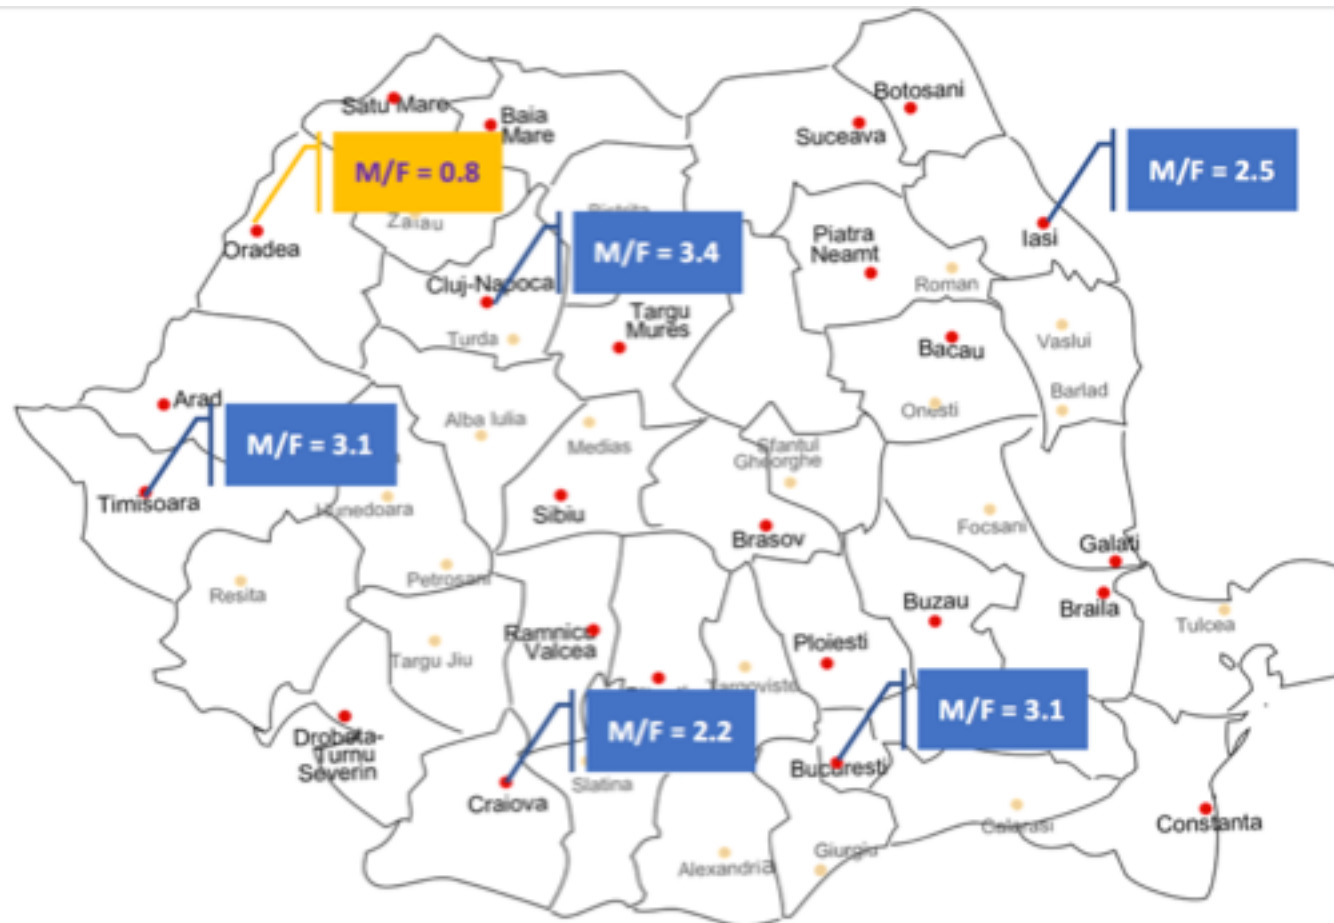 Botosani
Satu Mare
Baia
Mare
Suceava
M/F = 0.8
M/F = 2.5
Zalau
Bistrita
Oradea
Piatra
Neamt
Iasi
M/F = 3.4
Cluj-Napoca
Roman
Targu
Mures
Turda
Vaslui
Bacau
Arad
Barlad
Onesti
Alba Iulia
Medias
M/F = 3.1
Sfantul
Gheorghe
Timisoara
Hunedoara
Sibiu
Focsani
Brasov
Galati
Petrosani
Resita
Buzau
Braila
Tulcea
Ramnicu
Valcea
Ploiesti
Targu Jiu
Targoviste
M/F = 2.2
M/F = 3.1
Drobeta-
Turnu
Severin
Bucuresti
Slatina
Craiova
Calarasi
Constanta
Giurgiu
Alexandria